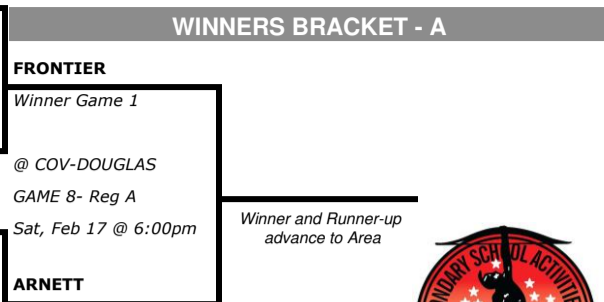 WINNERS BRACKET - A
FRONTIER
Winner Game 1
@ COV-DOUGLAS
GAME 8- Reg A
Sat, Feb 17 @ 6:00pm
Winner and Runner-up
advance to Area
ARNETT
SCHOOL